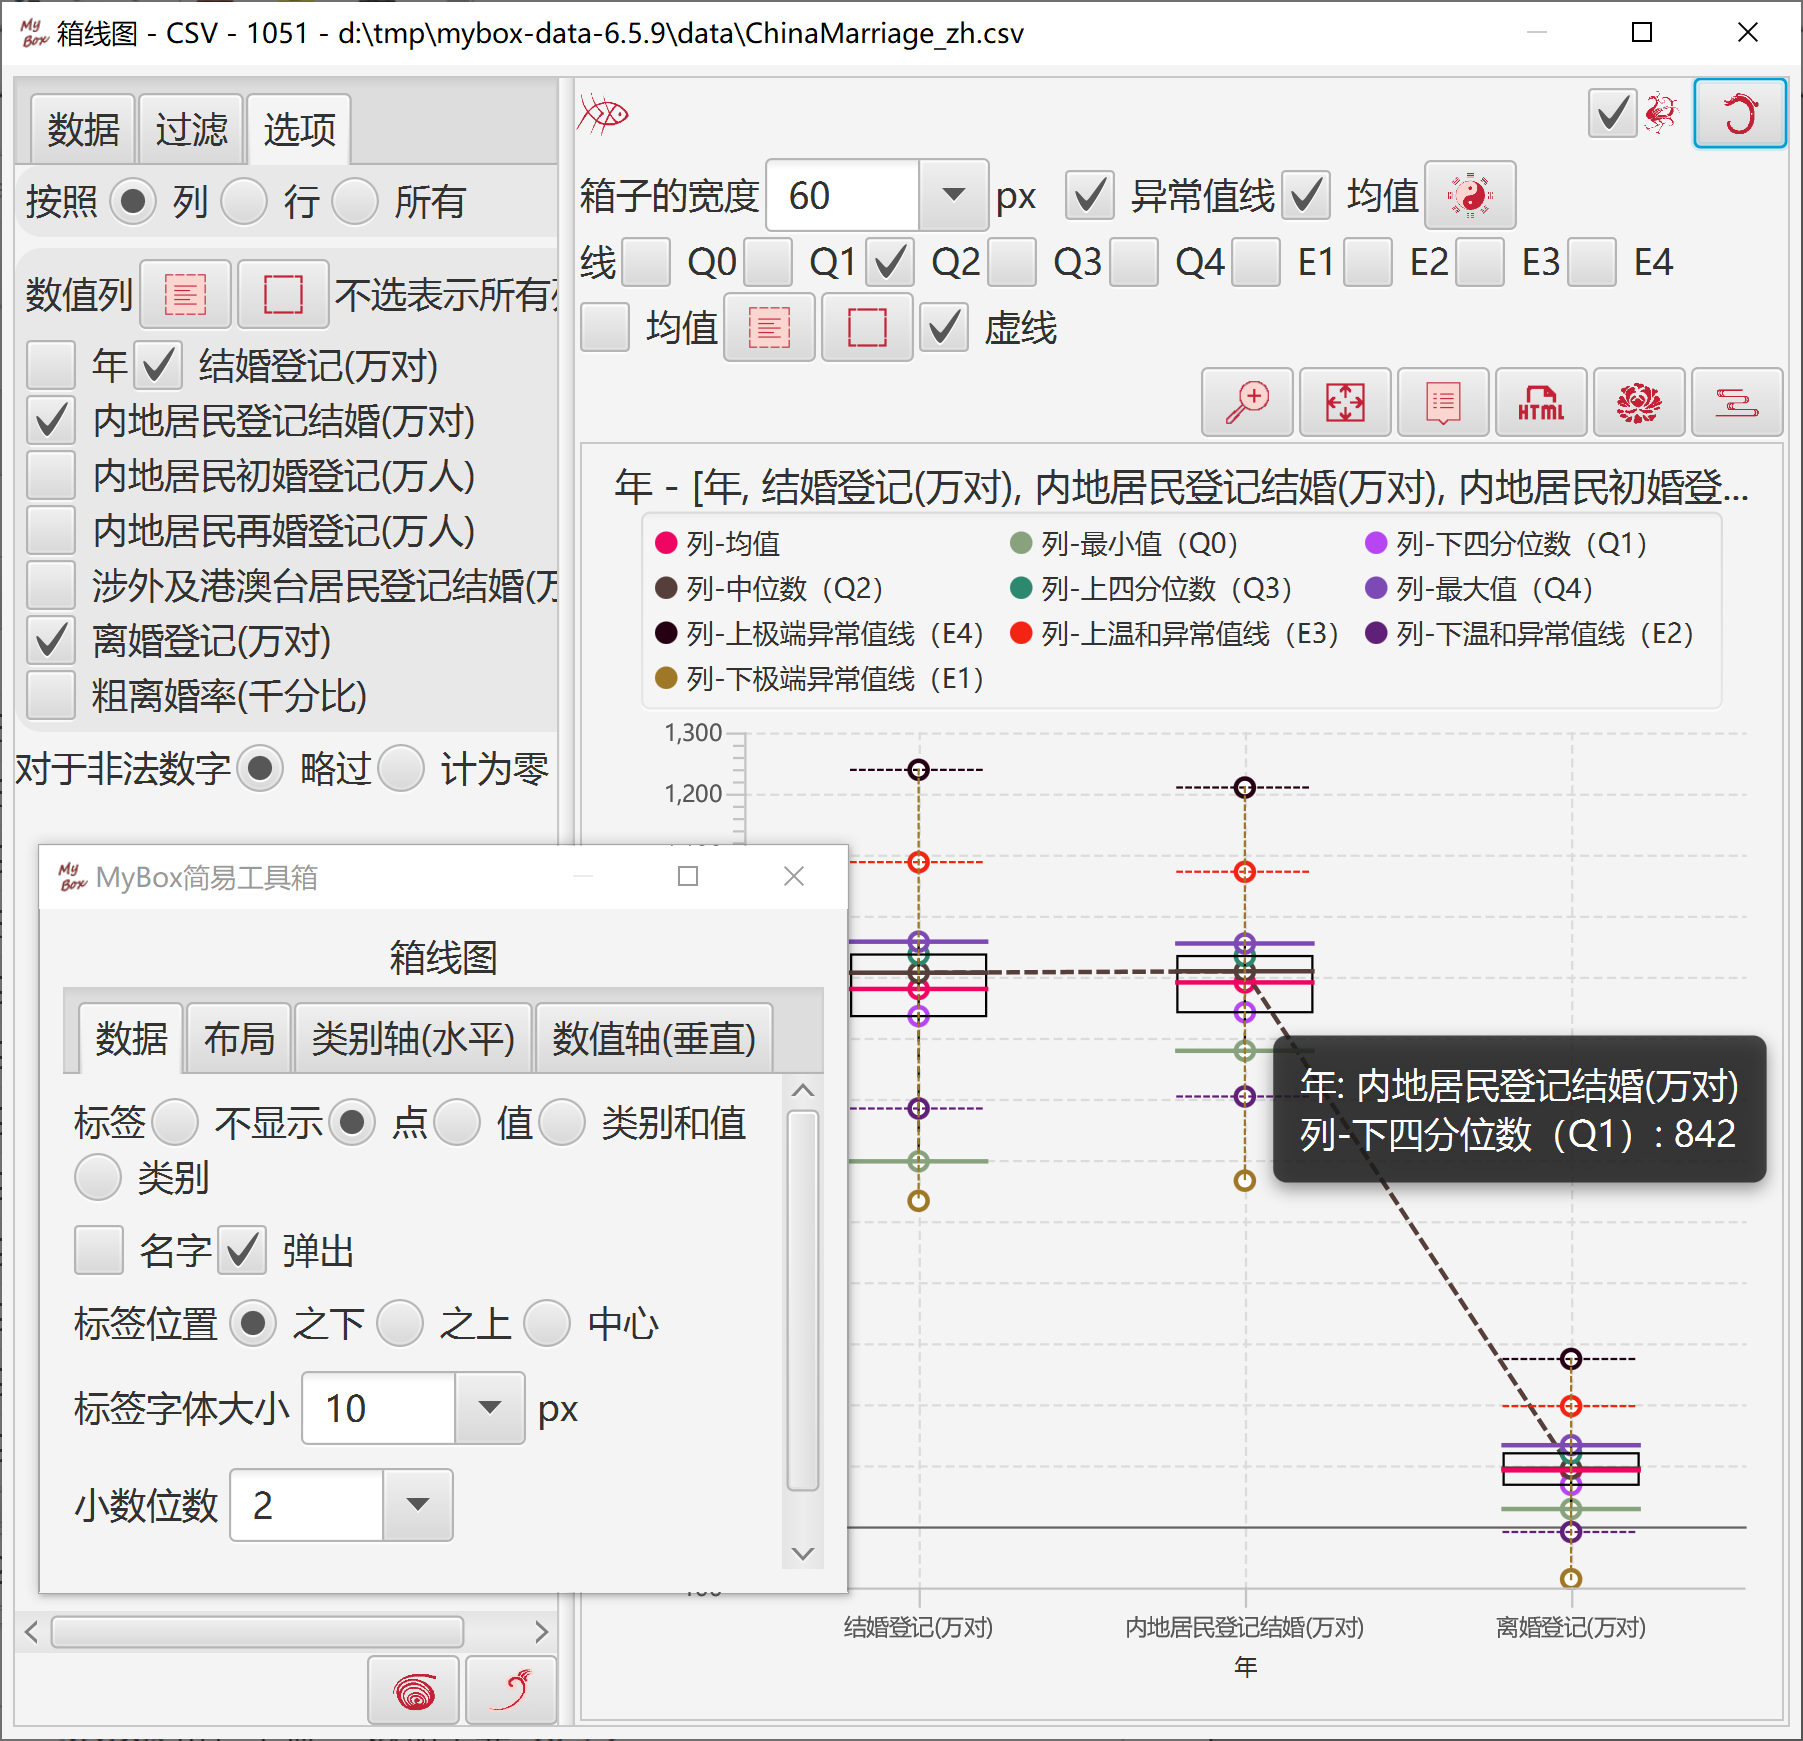 My Box 箱线图 - CSV - 1051 - d:\tmp\mybox-data-6.5.9\data\ChinaMarriage_zh.csv
数据 过滤 选项
按照 列 行 所有
数值列 不选表示所有
年 结婚登记(万对)
内地居民登记结婚(万对)
内地居民初婚登记(万人)
内地居民再婚登记(万人)
涉外及港澳台居民登记结婚(万
离婚登记(万对)
粗离婚率(千分比)
对于非法数字 略过 计为零
箱子的宽度 60 px 异常值线 均值
线 Q0 Q1 Q2 Q3 Q4 E1 E2 E3 E4
均值 虚线
HTML
年 - [年, 结婚登记(万对), 内地居民登记结婚(万对), 内地居民初婚登...
列-均值 列-最小值（Q0） 列-下四分位数（Q1）
列-中位数（Q2） 列-上四分位数（Q3） 列-最大值（Q4）
列-上极端异常值线（E4） 列-上温和异常值线（E3） 列-下温和异常值线（E2）
列-下极端异常值线（E1）
1,300
1,200
年: 内地居民登记结婚(万对)
列-下四分位数（Q1）: 842
结婚登记(万对) 内地居民登记结婚(万对) 离婚登记(万对)
年
My Box MyBox简易工具箱
箱线图
数据 布局 类别轴(水平) 数值轴(垂直)
标签 不显示 点 值 类别和值
类别
名字 弹出
标签位置 之下 之上 中心
标签字体大小 10 px
小数位数 2